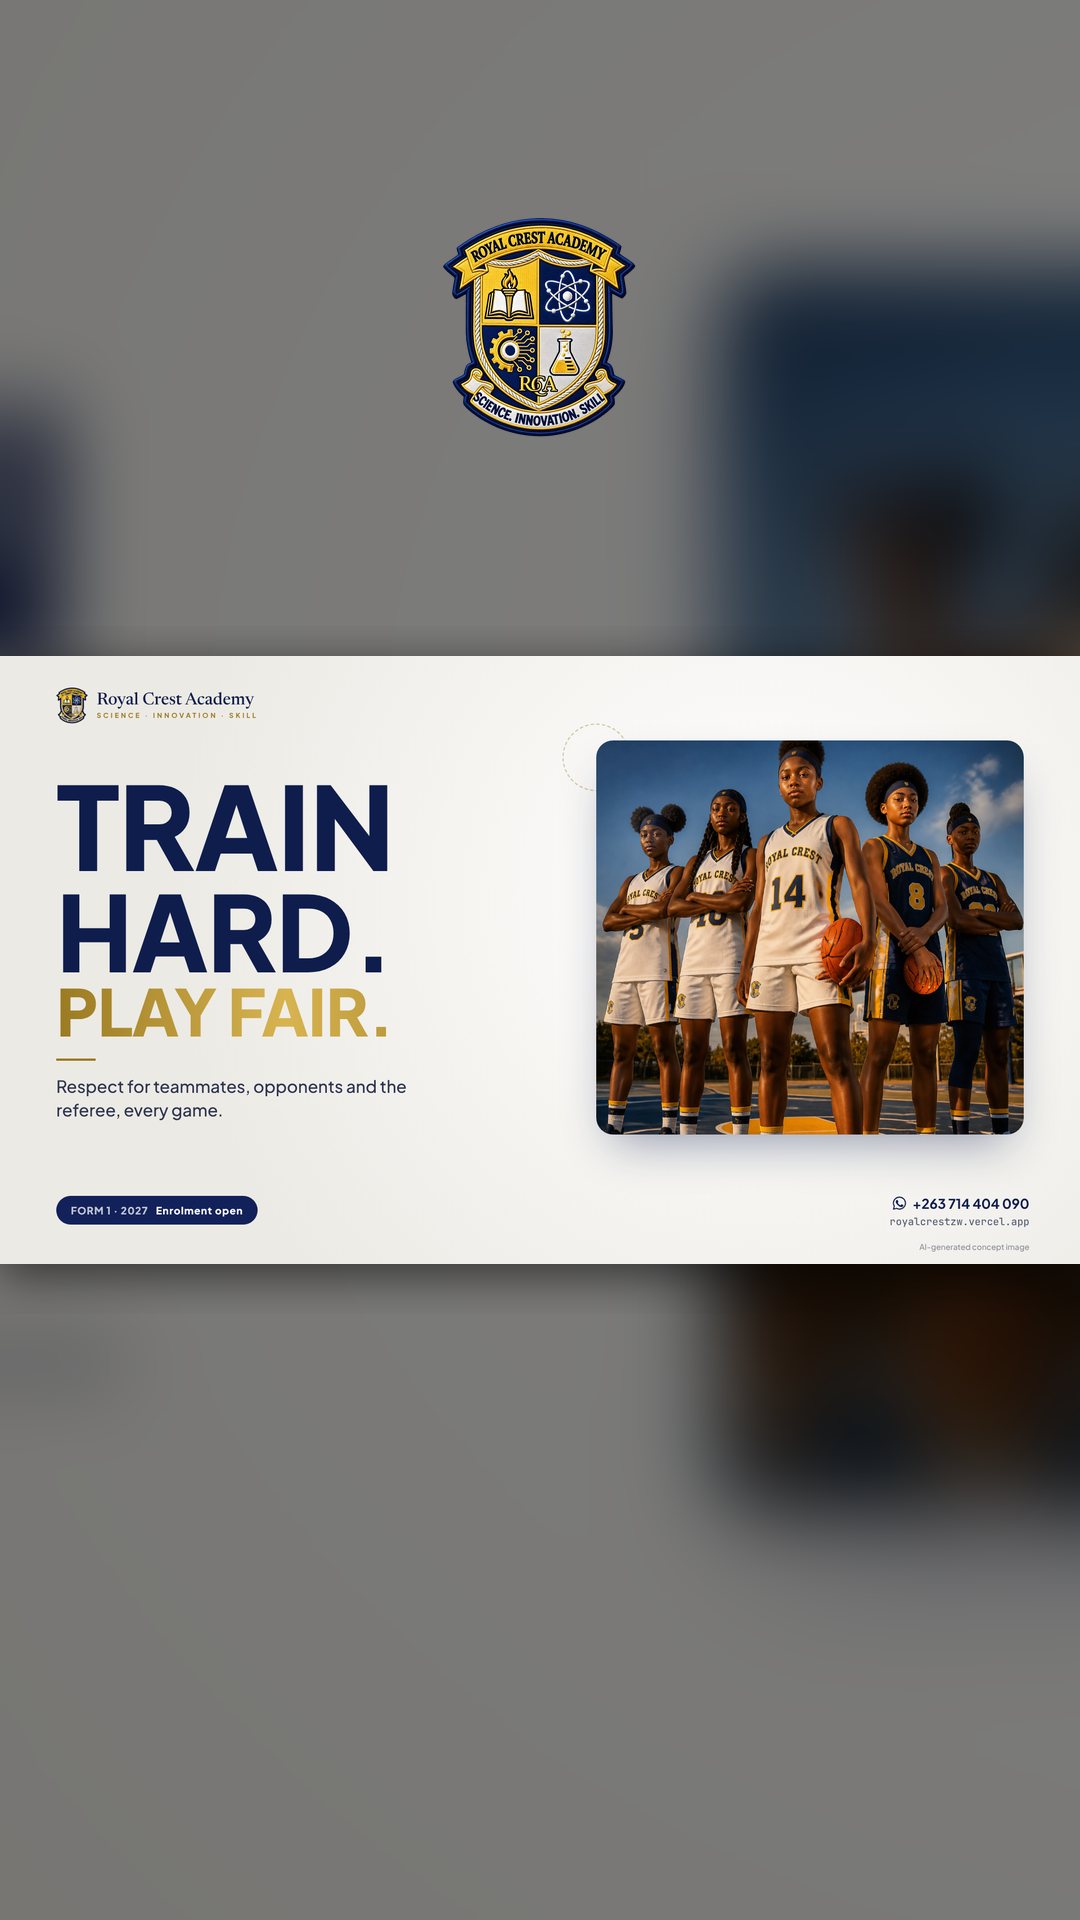 ROYAL CREST ACADEMY
RCA
SCIENCE. INNOVATION. SKILL
Royal Crest Academy
SCIENCE · INNOVATION · SKILL
TRAIN
HARD.
PLAY FAIR.
Respect for teammates, opponents and the
referee, every game.
ROYAL CREST
14
ROYAL CREST
8
FORM 1 · 2027 Enrolment open
+263 714 404 090
royalcrestzw.vercel.app
AI-generated concept image